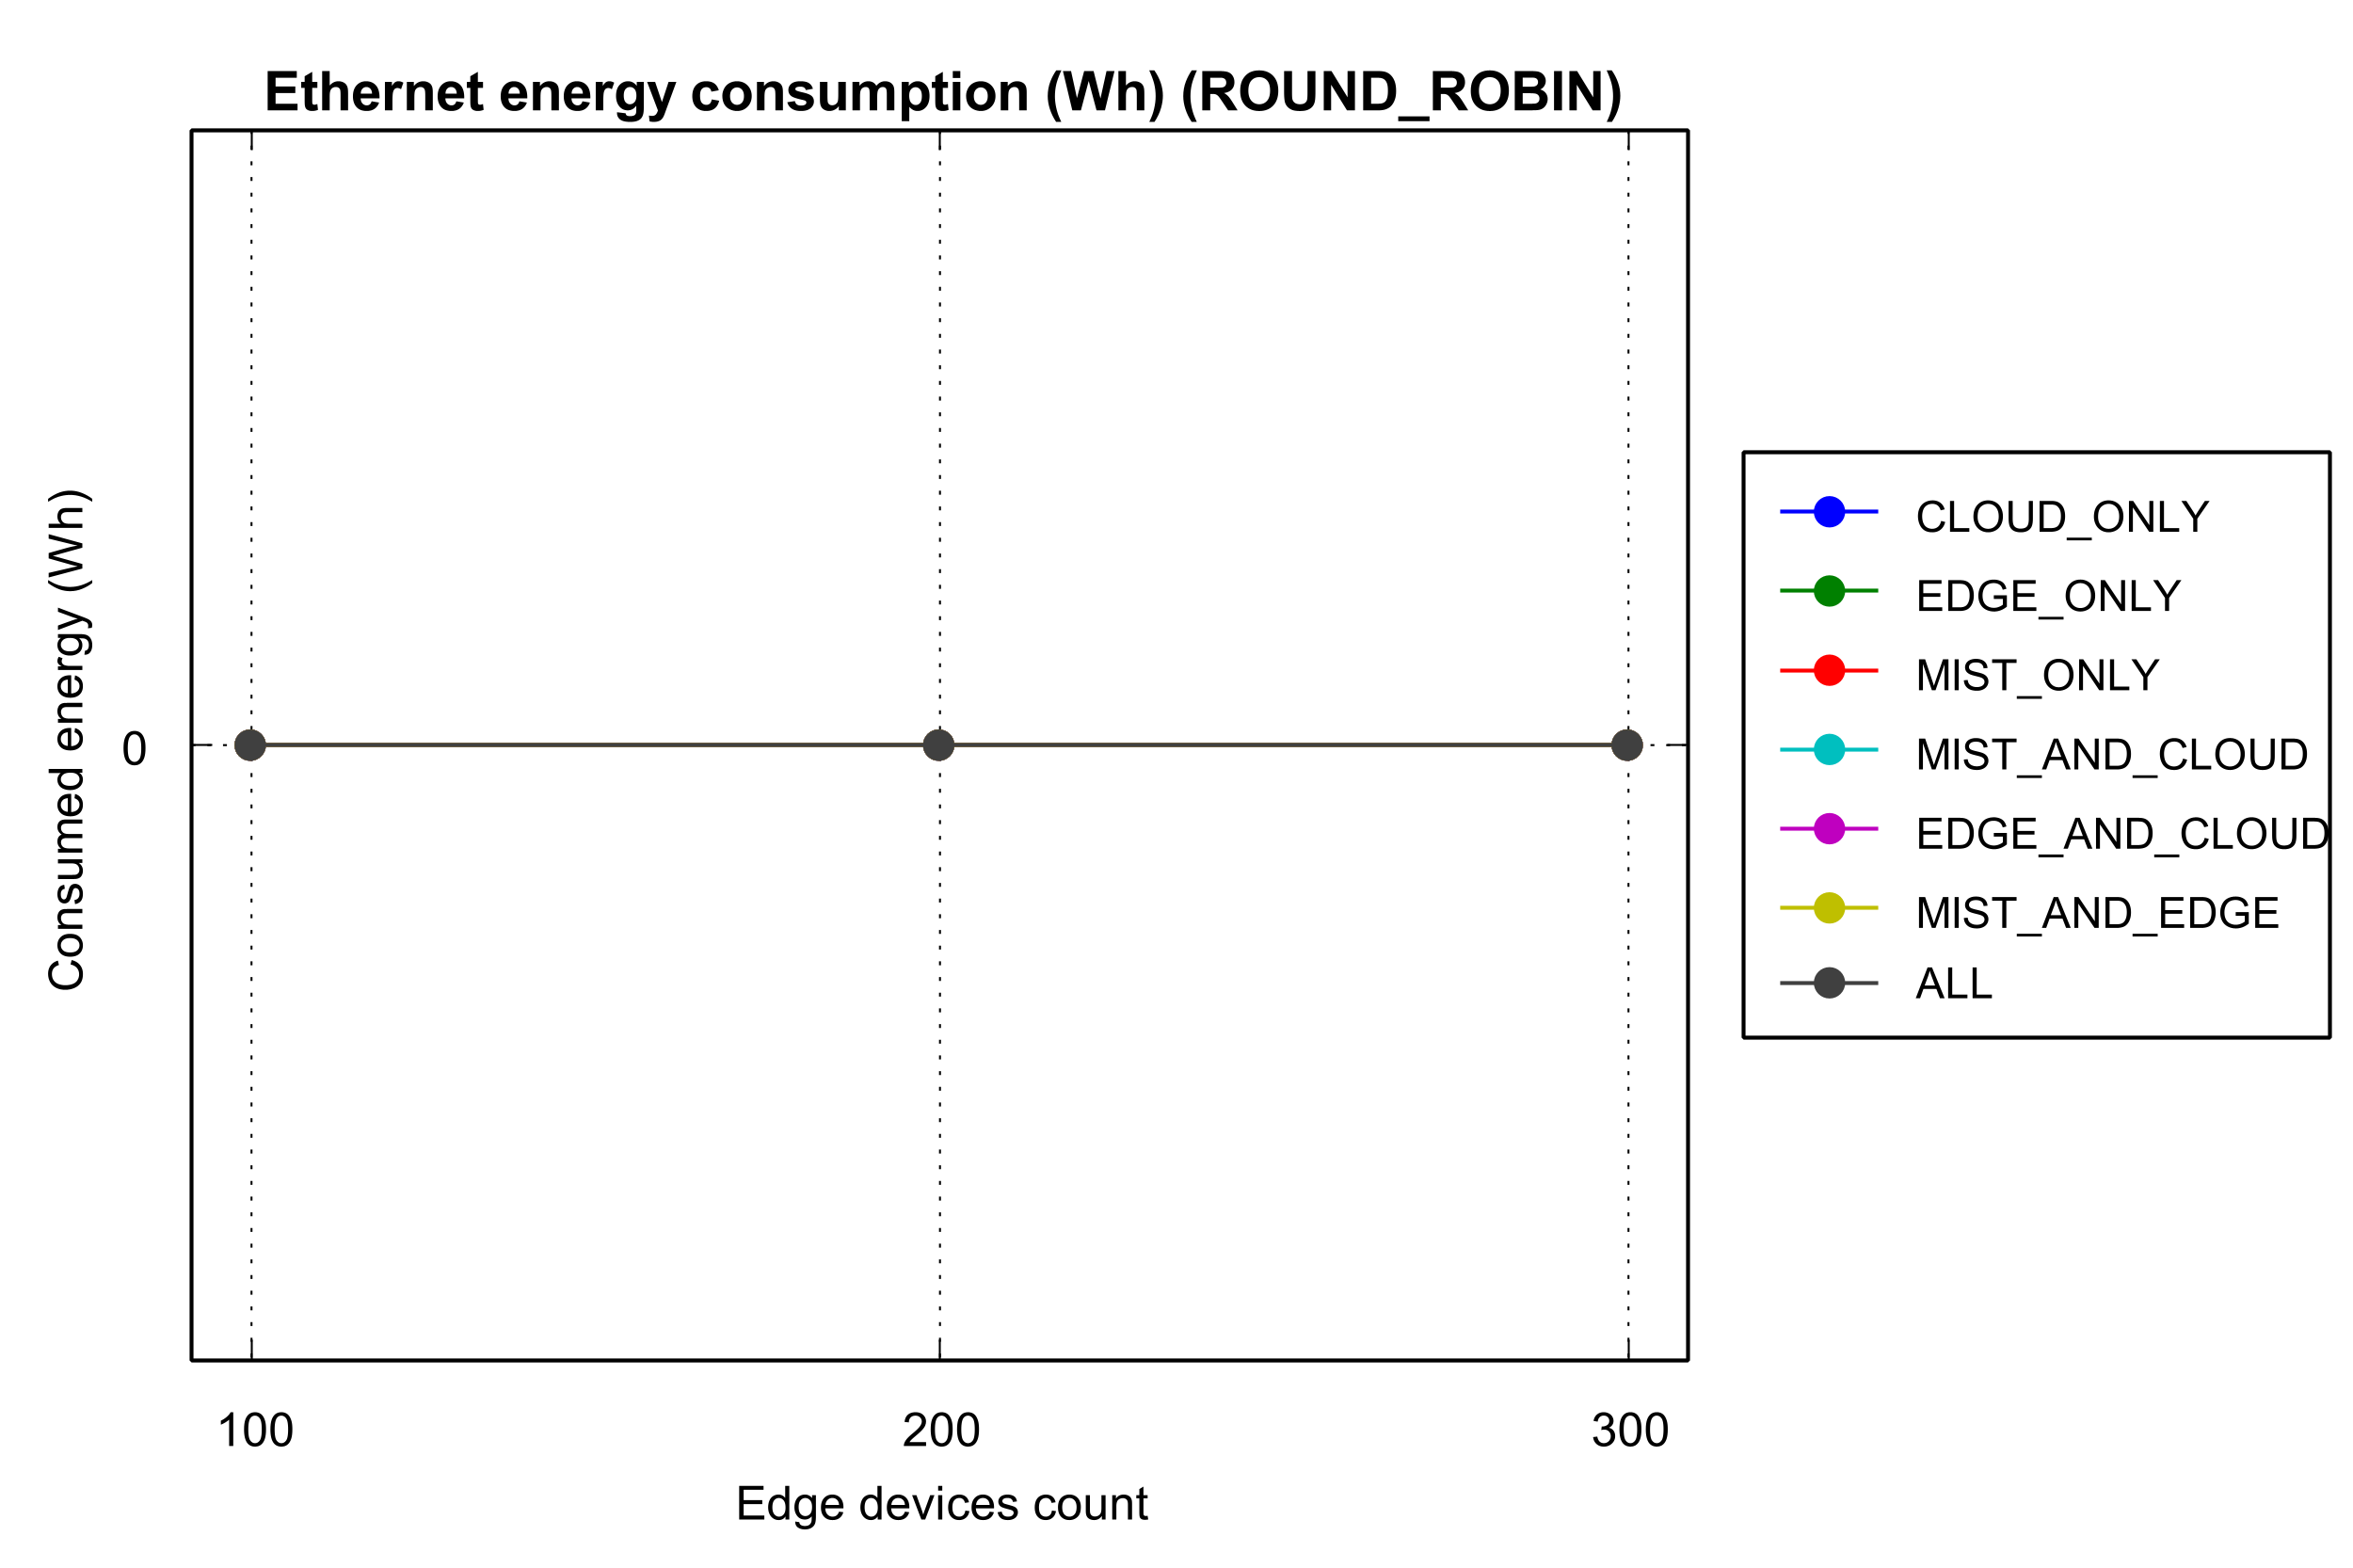 Ethernet energy consumption (Wh) (ROUND_ROBIN)
Consumed energy (Wh)
0
100
200
300
Edge devices count
CLOUD_ONLY
EDGE_ONLY
MIST_ONLY
MIST_AND_CLOUD
EDGE_AND_CLOUD
MIST_AND_EDGE
ALL